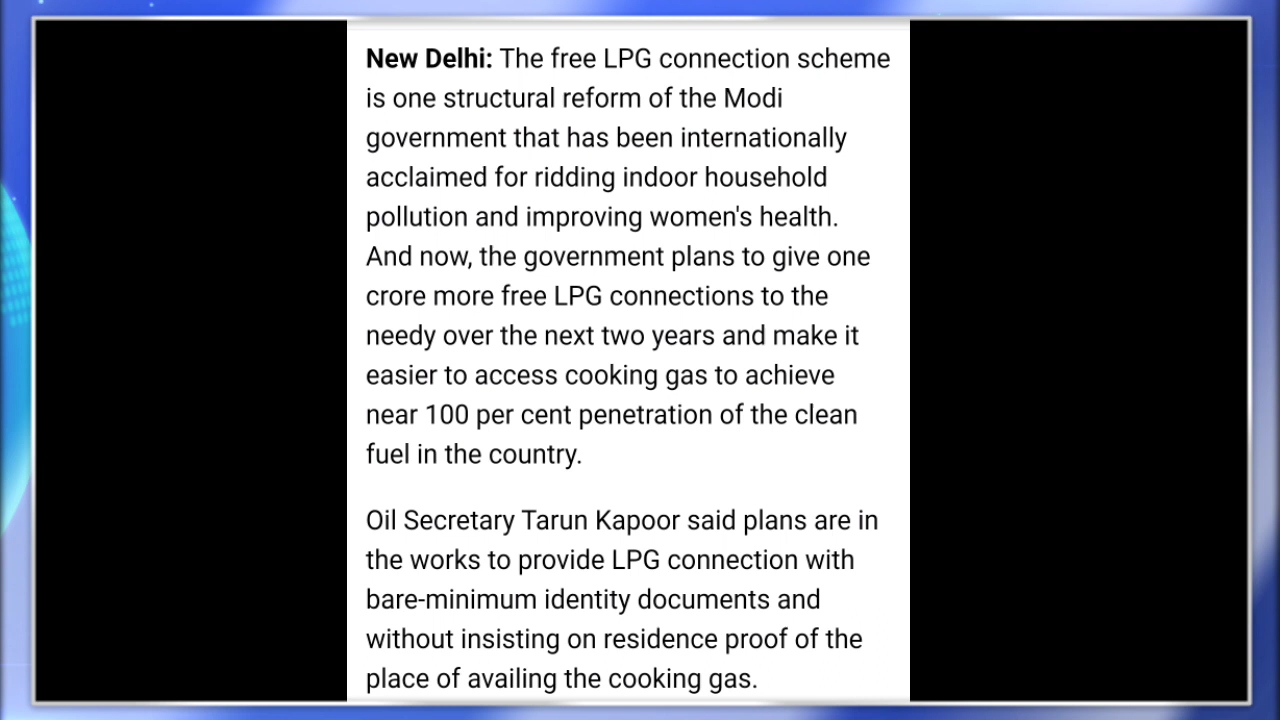 New Delhi: The free LPG connection scheme
is one structural reform of the Modi
government that has been internationally
acclaimed for ridding indoor household
pollution and improving women's health.
And now, the government plans to give one
crore more free LPG connections to the
needy over the next two years and make it
easier to access cooking gas to achieve
near 100 per cent penetration of the clean
fuel in the country.
Oil Secretary Tarun Kapoor said plans are in
the works to provide LPG connection with
bare-minimum identity documents and
without insisting on residence proof of the
place of availing the cooking gas.